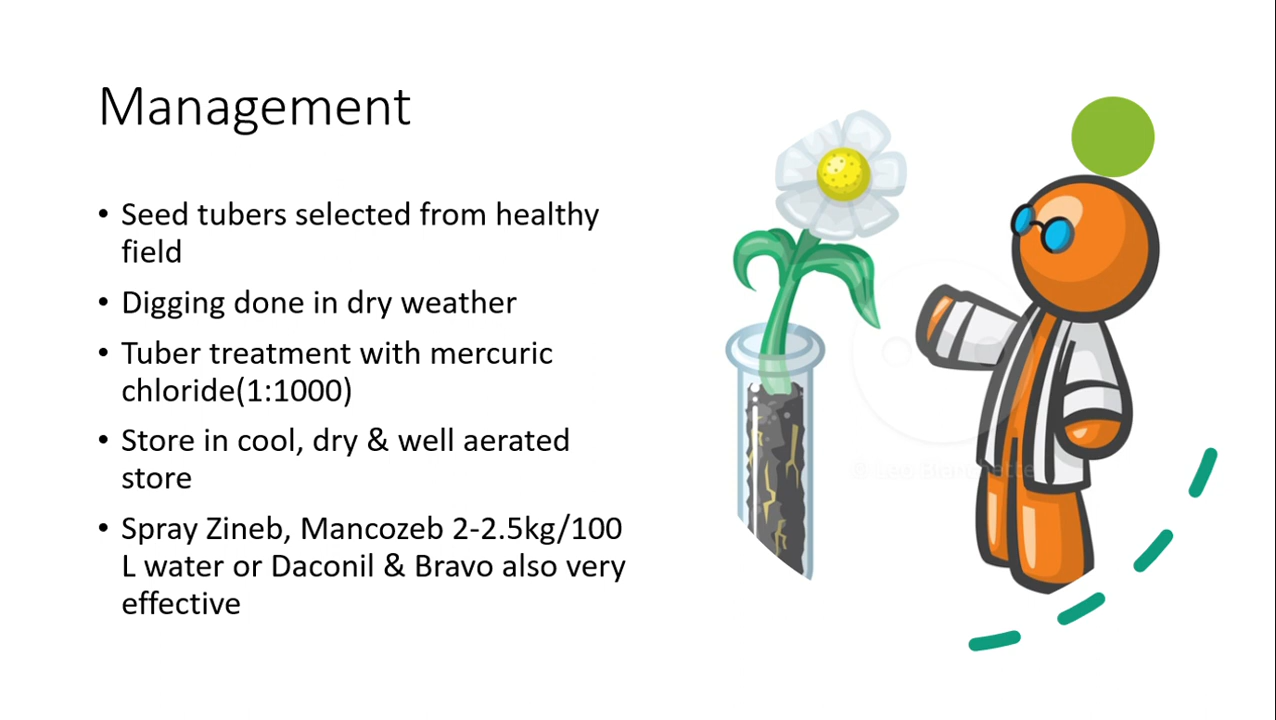 Management
• Seed tubers selected from healthy
field
• Digging done in dry weather
• Tuber treatment with mercuric
chloride(1:1000)
• Store in cool, dry & well aerated
store
• Spray Zineb, Mancozeb 2-2.5kg/100
L water or Daconil & Bravo also very
effective